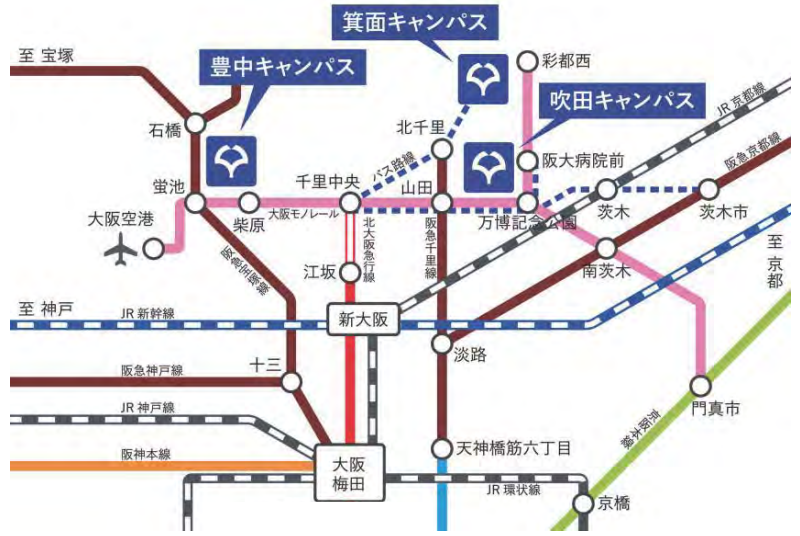 箕面キャンパス
至 宝塚
豊中キャンパス
彩都西
吹田キャンパス
JR 京都線
石橋
北千里
バス路線
阪大病院前
阪急京都線
千里中央
山田
蛍池
柴原
大阪モノレール
万博記念公園
茨木
茨木市
大阪空港
北大阪急行線
阪急千里線
阪急宝塚線
江坂
南茨木
至 京都
至 神戸
JR 新幹線
新大阪
淡路
阪急神戸線
十三
JR 神戸線
門真市
京阪本線
阪神本線
大阪
梅田
天神橋筋六丁目
JR 環状線
京橋